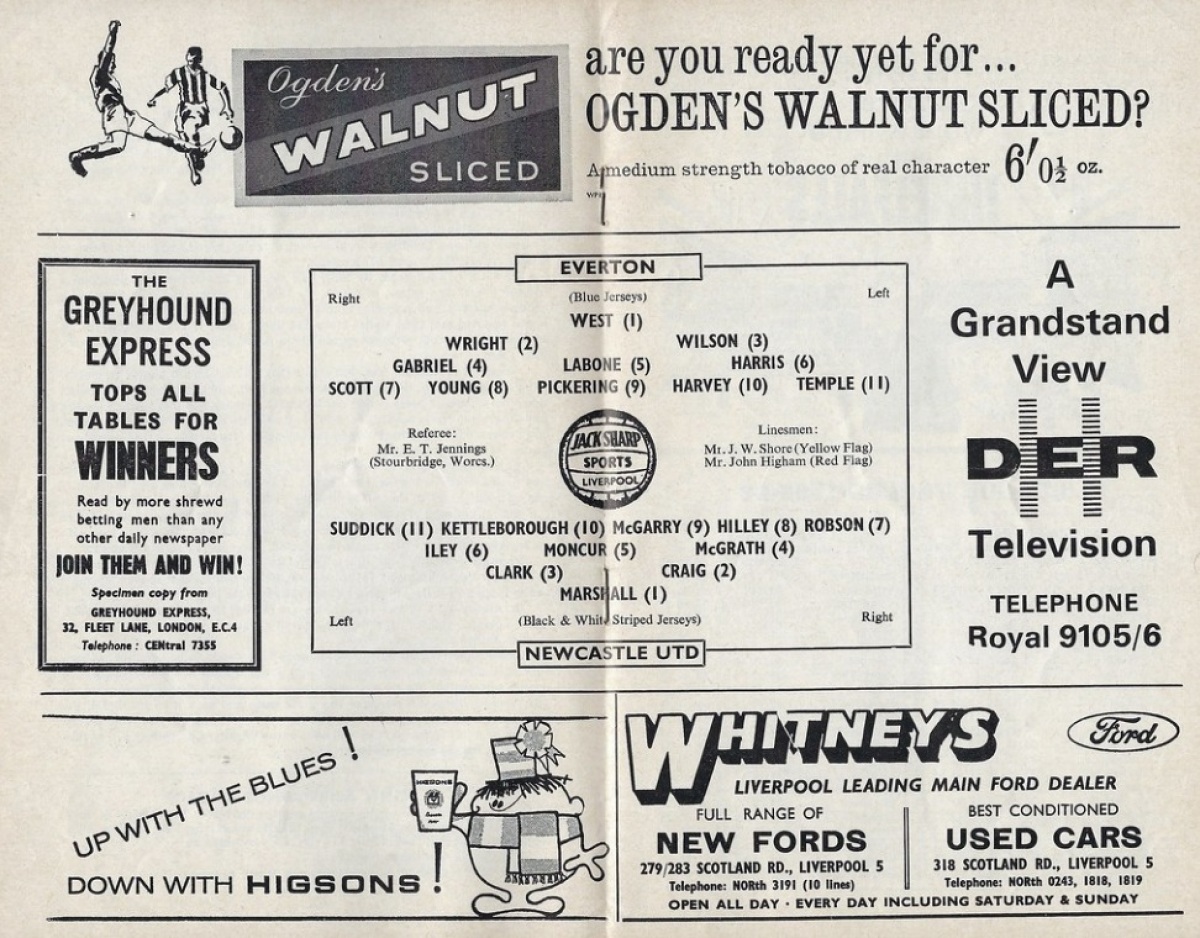 Ogden's
WALNUT
SLICED
are you ready yet for...
OGDEN'S WALNUT SLICED?
A medium strength tobacco of real character 6'0½ oz.
THE
GREYHOUND
EXPRESS
TOPS ALL
TABLES FOR
WINNERS
Read by more shrewd
betting men than any
other daily newspaper
JOIN THEM AND WIN!
Specimen copy from
GREYHOUND EXPRESS,
32, FLEET LANE, LONDON, E.C.4
Telephone : CENtral 7355
EVERTON
Right (Blue Jerseys) Left
WEST (1)
WRIGHT (2) WILSON (3)
GABRIEL (4) LABONE (5) HARRIS (6)
SCOTT (7) YOUNG (8) PICKERING (9) HARVEY (10) TEMPLE (11)
Referee:
Mr. E. T. Jennings
(Stourbridge, Worcs.)
JACK SHARP
SPORTS
LIVERPOOL
Linesmen:
Mr. J. W. Shore (Yellow Flag)
Mr. John Higham (Red Flag)
SUDDICK (11) KETTLEBOROUGH (10) McGARRY (9) HILLEY (8) ROBSON (7)
ILEY (6) MONCUR (5) McGRATH (4)
CLARK (3) CRAIG (2)
MARSHALL (1)
Left (Black & White Striped Jerseys) Right
NEWCASTLE UTD
A
Grandstand
View
DER
Television
TELEPHONE
Royal 9105/6
UP WITH THE BLUES !
DOWN WITH HIGSONS !
HIGSONS
WHITNEYS
Ford
LIVERPOOL LEADING MAIN FORD DEALER
FULL RANGE OF
NEW FORDS
279/283 SCOTLAND RD., LIVERPOOL 5
Telephone: NORth 3191 (10 lines)
BEST CONDITIONED
USED CARS
318 SCOTLAND RD., LIVERPOOL 5
Telephone: NORth 0243, 1818, 1819
OPEN ALL DAY · EVERY DAY INCLUDING SATURDAY & SUNDAY